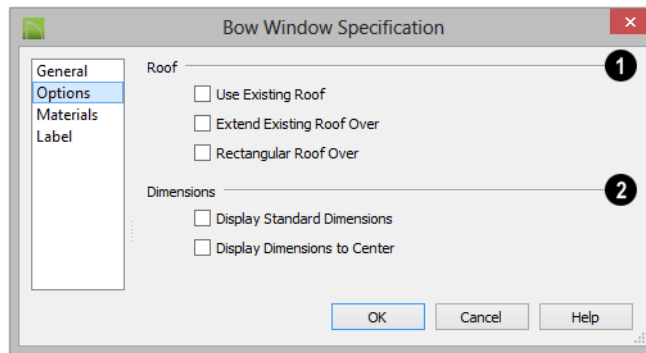 Bow Window Specification
General
Options
Materials
Label
Roof
1
Use Existing Roof
Extend Existing Roof Over
Rectangular Roof Over
Dimensions
2
Display Standard Dimensions
Display Dimensions to Center
OK
Cancel
Help